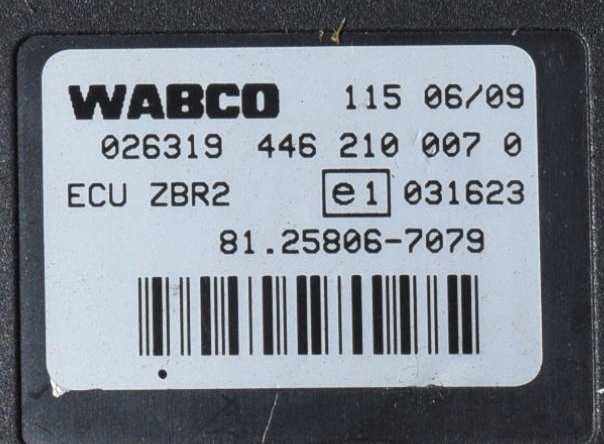 WABCO 115 06/09
026319 446 210 007 0
ECU ZBR2 e1 031623
81.25806-7079